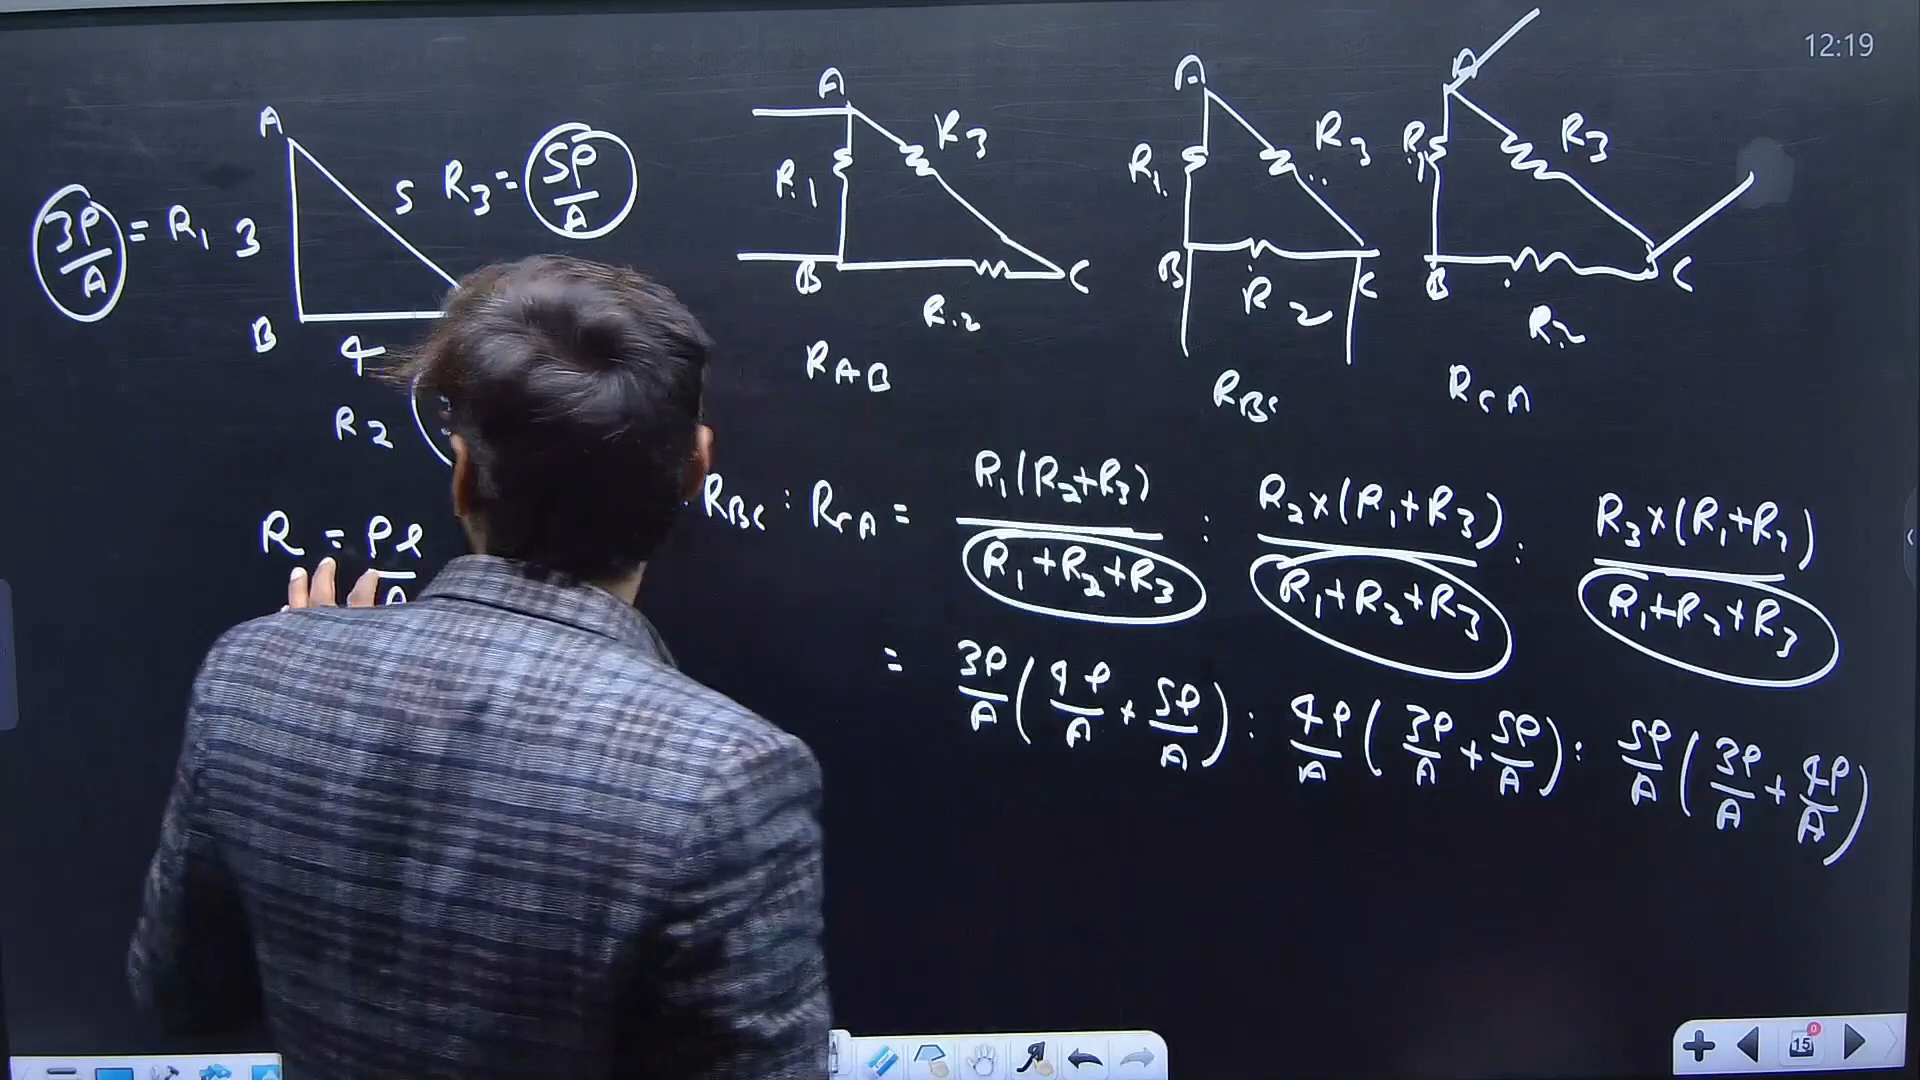 12:19
A
3ρ/A = R₁ 3
5 R₃ = 5ρ/A
B
4
R₂
R = ρl/A
A
R₁
R₃
B
C
R₂
R_AB
A
R₁
R₃
B
C
R₂
R_BC
A
R₁
R₃
B
C
R₂
R_CA
: R_BC : R_CA = R₁(R₂+R₃)/(R₁+R₂+R₃) : R₂×(R₁+R₃)/(R₁+R₂+R₃) : R₃×(R₁+R₂)/(R₁+R₂+R₃)
= 3ρ/A (4ρ/A + 5ρ/A) : 4ρ/A (3ρ/A + 5ρ/A) : 5ρ/A (3ρ/A + 4ρ/A)
0
15